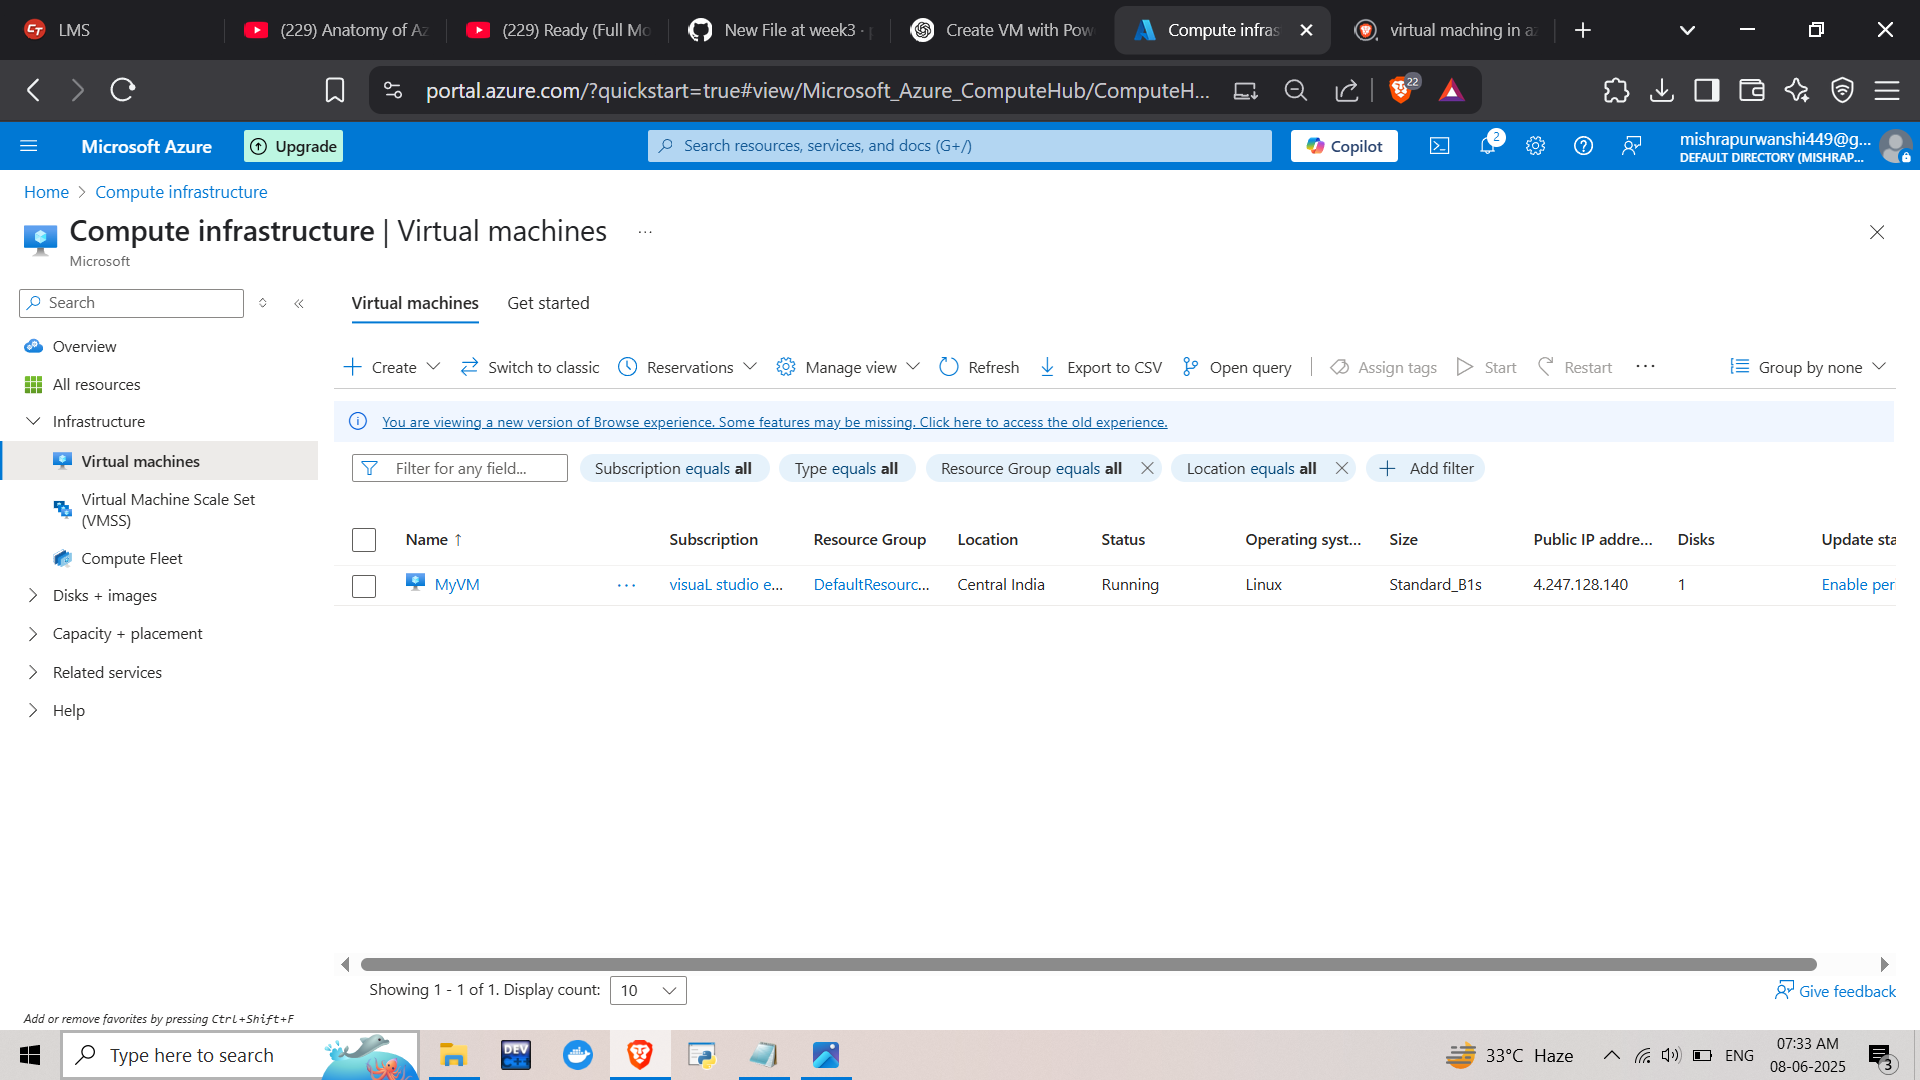 LMS
(229) Anatomy of Az
(229) Ready (Full Mo
New File at week3 · p
Create VM with Pow
Compute infras
virtual maching in az
portal.azure.com/?quickstart=true#view/Microsoft_Azure_ComputeHub/ComputeH...
22
Microsoft Azure
Upgrade
Search resources, services, and docs (G+/)
Copilot
2
mishrapurwanshi449@g...
DEFAULT DIRECTORY (MISHRAP...
Home > Compute infrastructure
Compute infrastructure | Virtual machines ...
Microsoft
Search
Overview
All resources
Infrastructure
Virtual machines
Virtual Machine Scale Set
(VMSS)
Compute Fleet
Disks + images
Capacity + placement
Related services
Help
Virtual machines Get started
Create Switch to classic Reservations Manage view Refresh Export to CSV Open query Assign tags Start Restart ... Group by none
You are viewing a new version of Browse experience. Some features may be missing. Click here to access the old experience.
Filter for any field... Subscription equals all Type equals all Resource Group equals all Location equals all Add filter
Name ↑ Subscription Resource Group Location Status Operating syst... Size Public IP addre... Disks Update sta
MyVM ... visuaL studio e... DefaultResourc... Central India Running Linux Standard_B1s 4.247.128.140 1 Enable per
Showing 1 - 1 of 1. Display count: 10
Give feedback
Add or remove favorites by pressing Ctrl+Shift+F
Type here to search
DEV
C++
33°C Haze
ENG
07:33 AM
08-06-2025
3